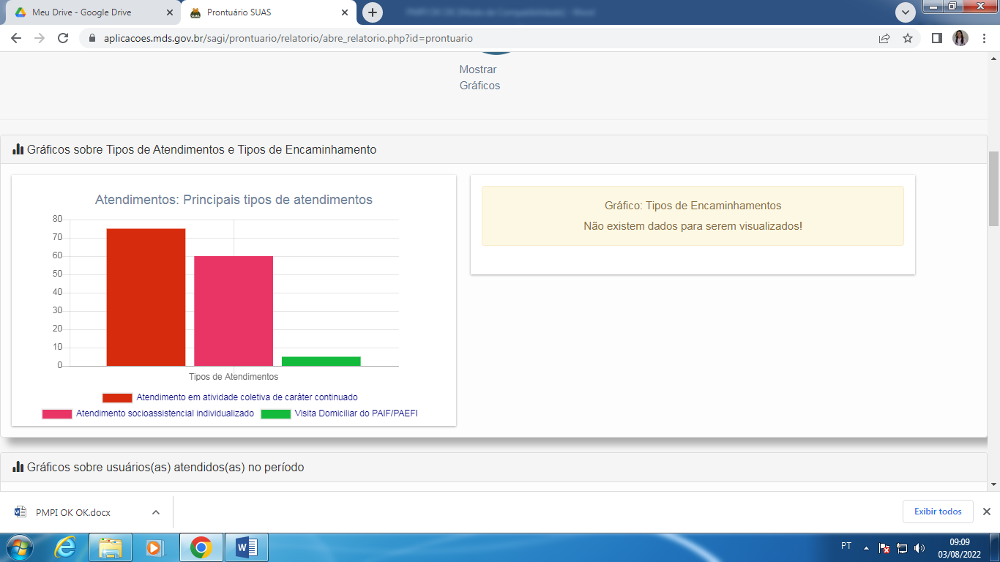 Meu Drive - Google Drive
Prontuário SUAS
PMPI OK OK [Modo de Compatibilidade] - Word
aplicacoes.mds.gov.br/sagi/prontuario/relatorio/abre_relatorio.php?id=prontuario
Mostrar
Gráficos
Gráficos sobre Tipos de Atendimentos e Tipos de Encaminhamento
Atendimentos: Principais tipos de atendimentos
80
70
60
50
40
30
20
10
0
Tipos de Atendimentos
Atendimento em atividade coletiva de caráter continuado
Atendimento socioassistencial individualizado
Visita Domiciliar do PAIF/PAEFI
Gráfico: Tipos de Encaminhamentos
Não existem dados para serem visualizados!
Gráficos sobre usuários(as) atendidos(as) no período
PMPI OK OK.docx
Exibir todos
PT
09:09
03/08/2022